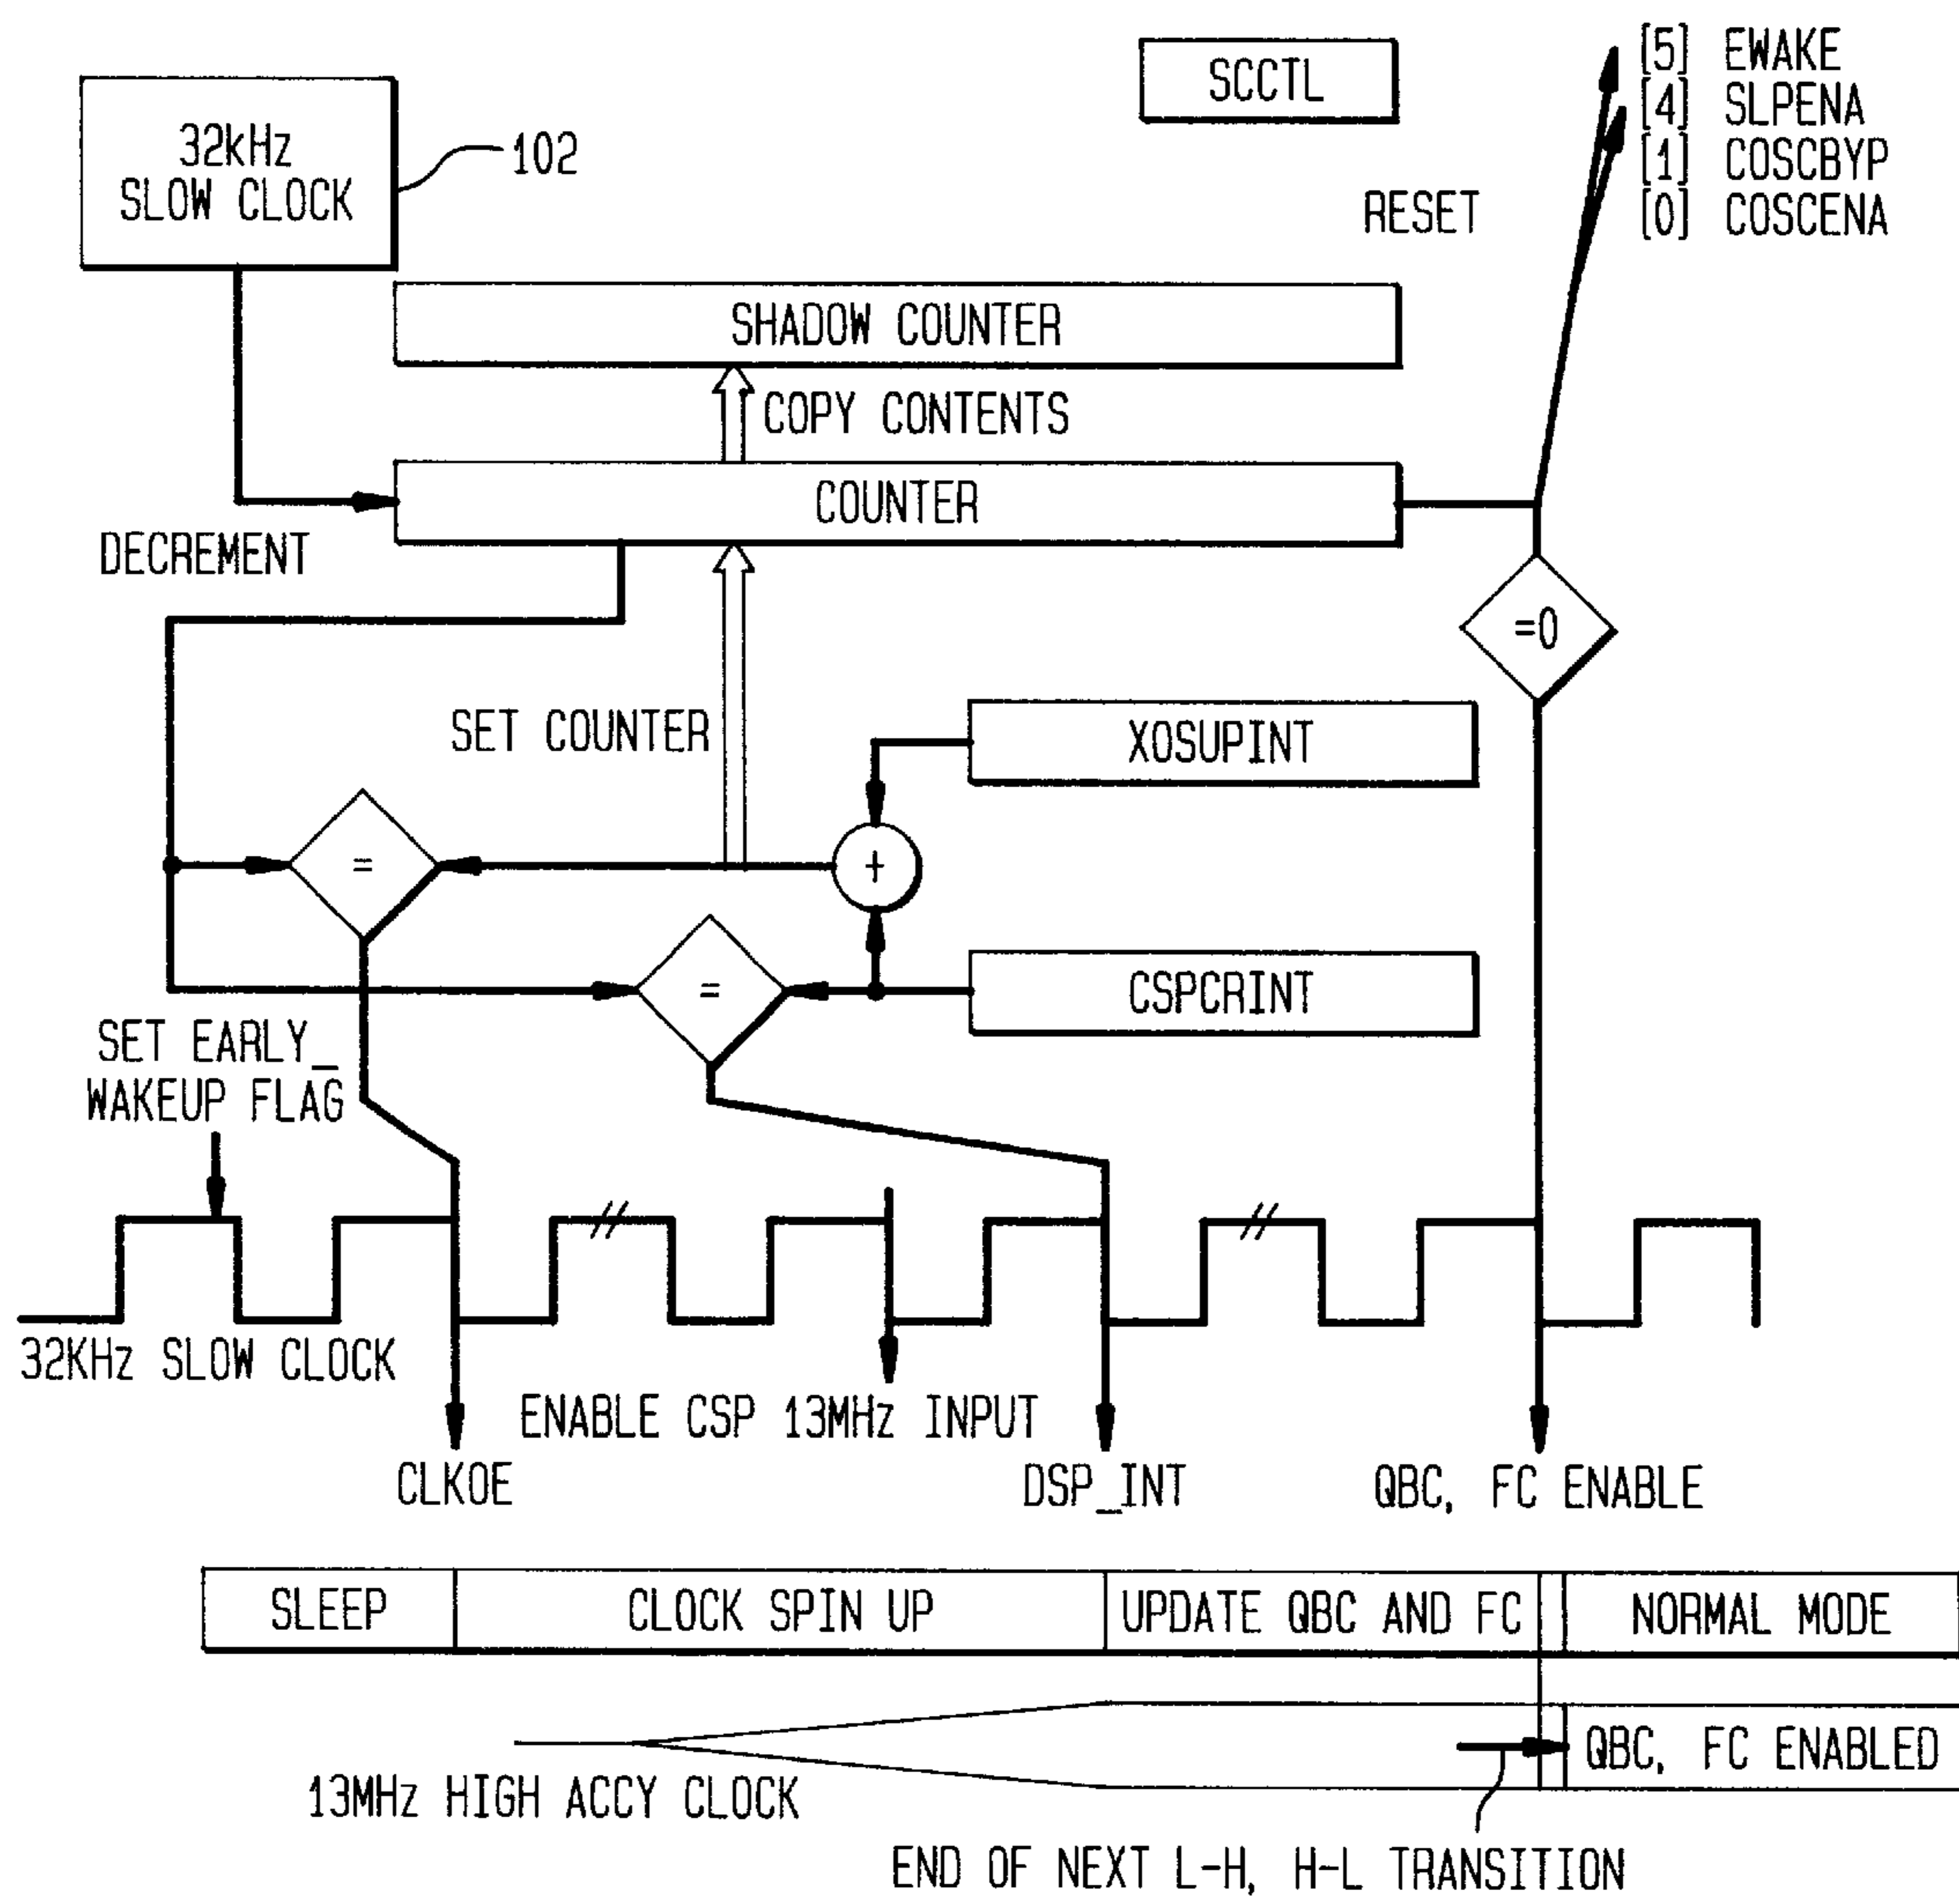 SCCTL
[5] EWAKE
[4] SLPENA
[1] COSCBYP
[0] COSCENA
32kHz
SLOW CLOCK
102
RESET
SHADOW COUNTER
COPY CONTENTS
COUNTER
DECREMENT
=0
SET COUNTER
XOSUPINT
=
+
=
CSPCRINT
SET EARLY_
WAKEUP FLAG
32KHz SLOW CLOCK
ENABLE CSP 13MHz INPUT
CLKOE
DSP_INT
QBC, FC ENABLE
SLEEP
CLOCK SPIN UP
UPDATE QBC AND FC
NORMAL MODE
QBC, FC ENABLED
13MHz HIGH ACCY CLOCK
END OF NEXT L-H, H-L TRANSITION